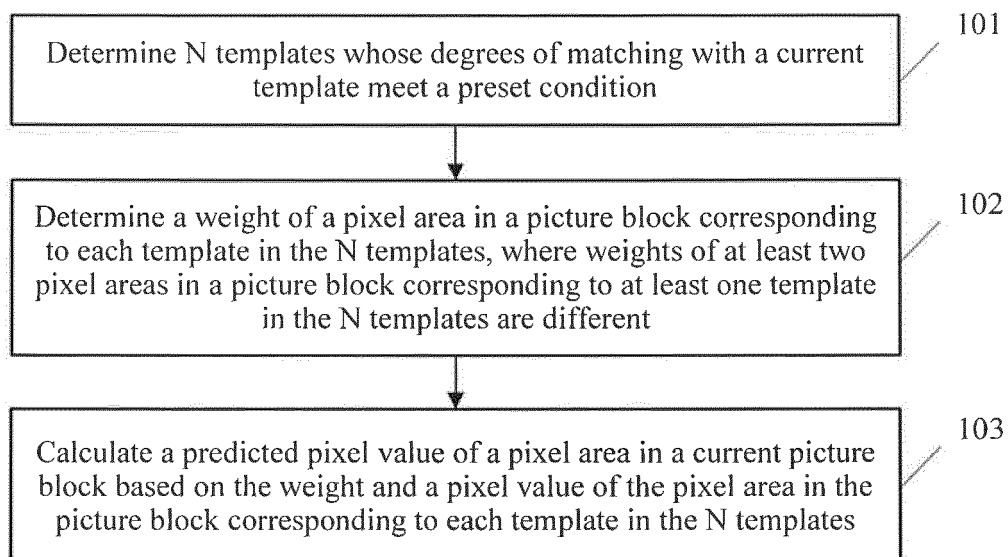 101
Determine N templates whose degrees of matching with a current
template meet a preset condition
102
Determine a weight of a pixel area in a picture block corresponding
to each template in the N templates, where weights of at least two
pixel areas in a picture block corresponding to at least one template
in the N templates are different
103
Calculate a predicted pixel value of a pixel area in a current picture
block based on the weight and a pixel value of the pixel area in the
picture block corresponding to each template in the N templates